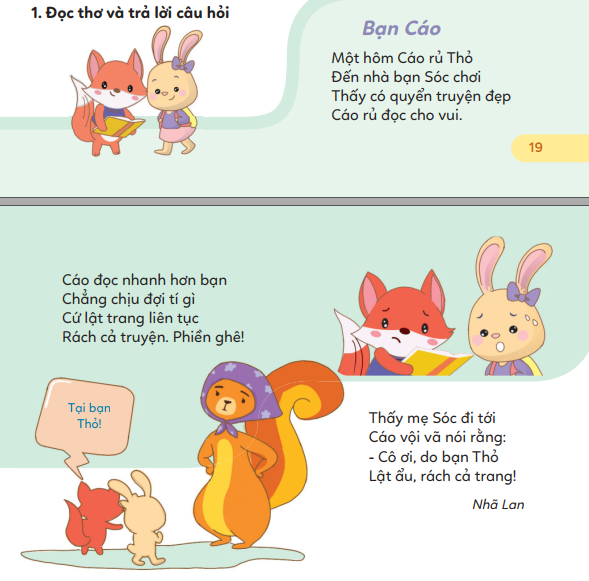 1. Đọc thơ và trả lời câu hỏi
Bạn Cáo
Một hôm Cáo rủ Thỏ
Đến nhà bạn Sóc chơi
Thấy có quyển truyện đẹp
Cáo rủ đọc cho vui.
19
Cáo đọc nhanh hơn bạn
Chẳng chịu đợi tí gì
Cứ lật trang liên tục
Rách cả truyện. Phiền ghê!
Tại bạn
Thỏ!
Thấy mẹ Sóc đi tới
Cáo vội vã nói rằng:
- Cô ơi, do bạn Thỏ
Lật ẩu, rách cả trang!
Nhã Lan